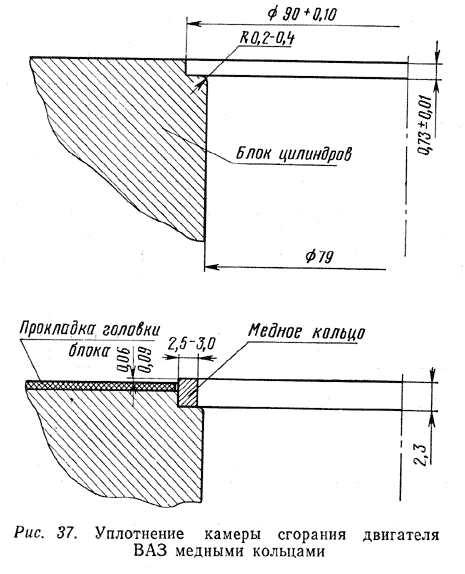 ϕ 90 + 0,10
R 0,2-0,4
0,73 ± 0,01
Блок цилиндров
ϕ 79
Прокладка головки
блока
0,06
0,09
2,5-3,0
Медное кольцо
2,3
Рис. 37. Уплотнение камеры сгорания двигателя
ВАЗ медными кольцами